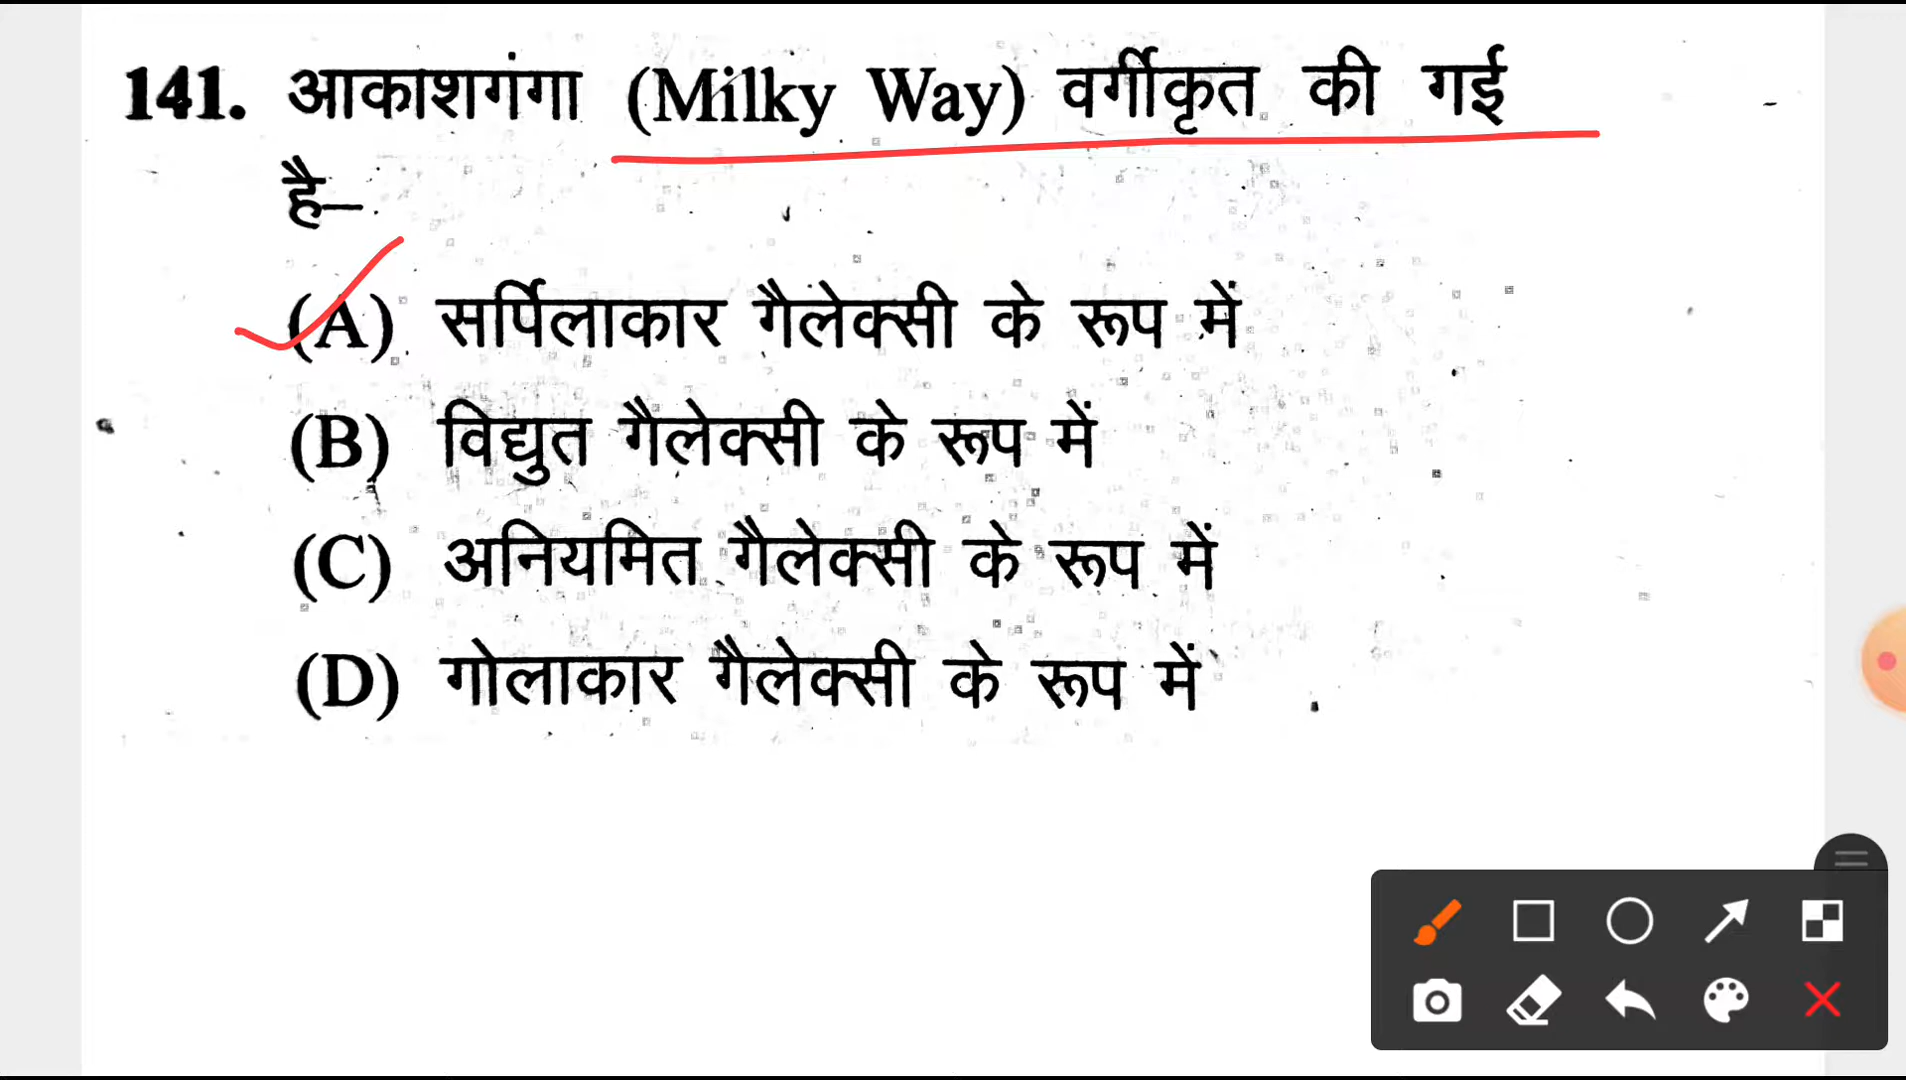 141. आकाशगंगा (Milky Way) वर्गीकृत की गई
है–
(A) सर्पिलाकार गैलेक्सी के रूप में
(B) विद्युत गैलेक्सी के रूप में
(C) अनियमित गैलेक्सी के रूप में
(D) गोलाकार गैलेक्सी के रूप में